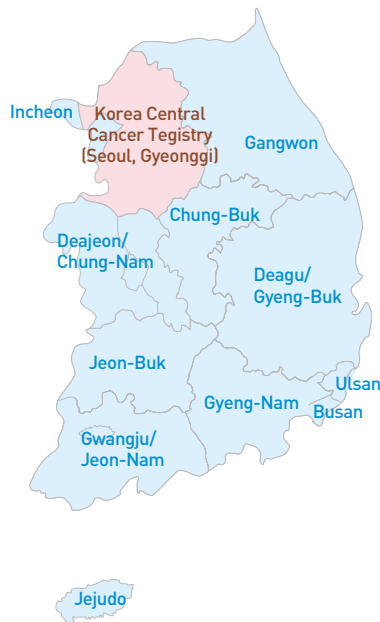 Incheon
Korea Central
Cancer Tegistry
(Seoul, Gyeonggi)
Gangwon
Chung-Buk
Deajeon/
Chung-Nam
Deagu/
Gyeng-Buk
Jeon-Buk
Ulsan
Gyeng-Nam
Busan
Gwangju/
Jeon-Nam
Jejudo